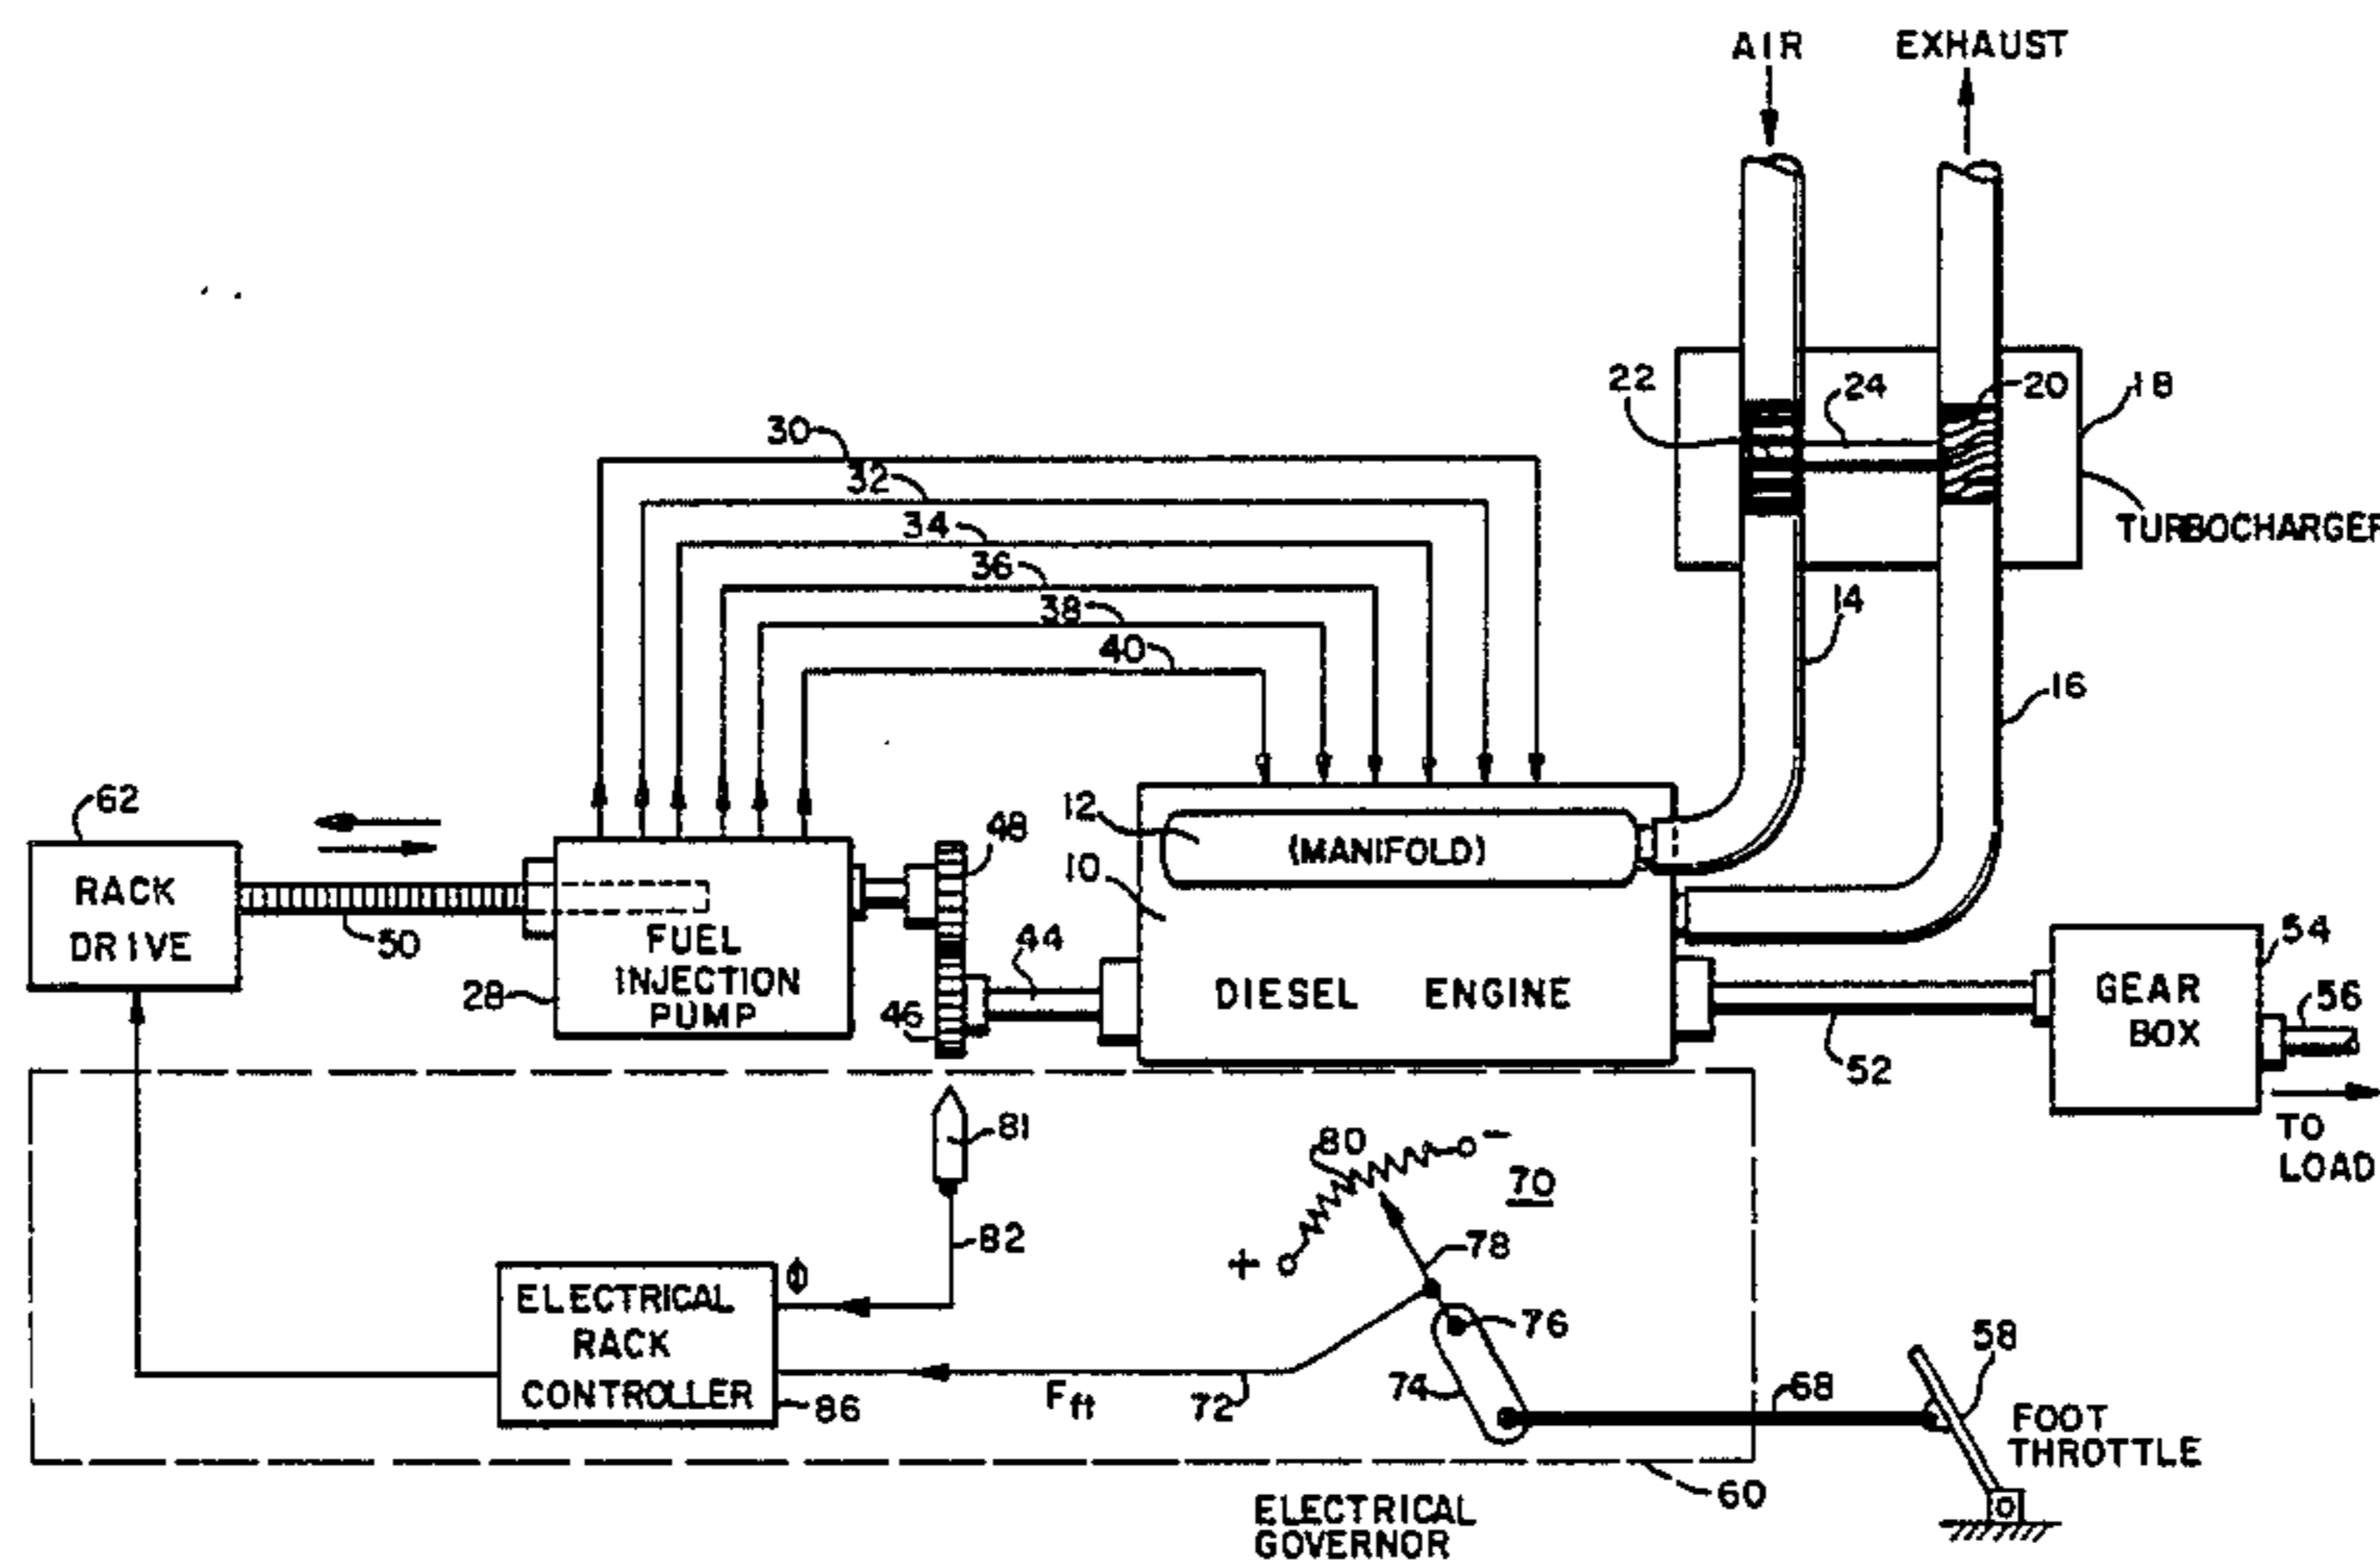 AIR EXHAUST
22 24 20 18
30
32
34
TURBOCHARGER
36
38
14
40
16
62
12
(MANIFOLD)
48
10
RACK
DRIVE
50
FUEL
INJECTION
PUMP
28
44
46
DIESEL ENGINE
54
GEAR
BOX
56
52
TO
LOAD
81
80 −
70
82
+
78
ϕ
ELECTRICAL
RACK
CONTROLLER
86
76
58
Fft
72
74
68
FOOT
THROTTLE
60
ELECTRICAL
GOVERNOR